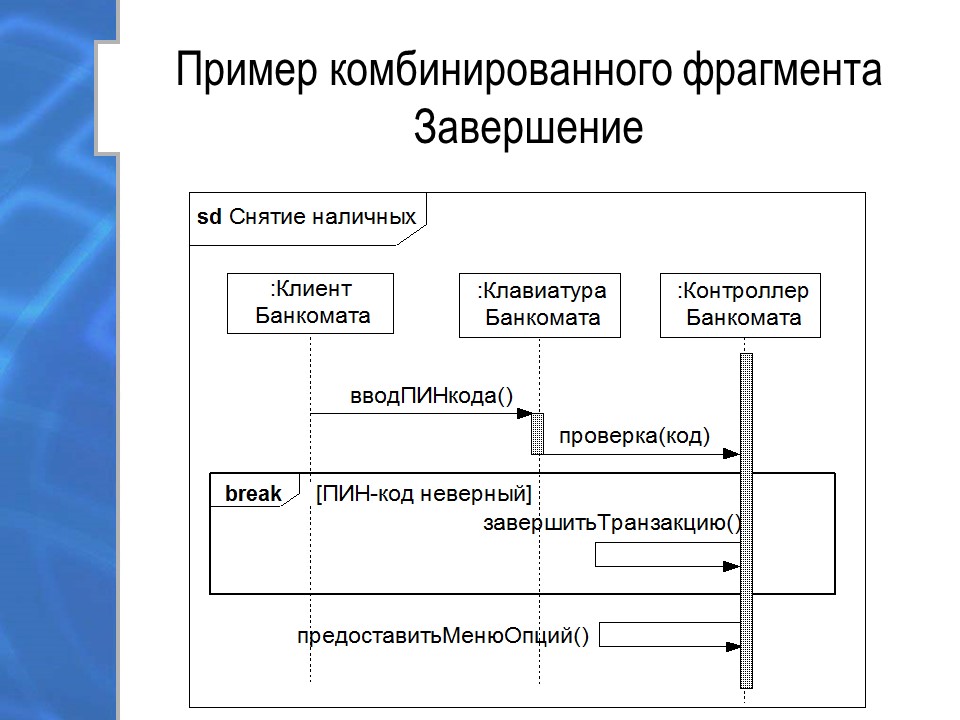 Пример комбинированного фрагмента
Завершение
sd Снятие наличных
:Клиент
Банкомата
:Клавиатура
Банкомата
:Контроллер
Банкомата
вводПИНкода()
проверка(код)
break [ПИН-код неверный]
завершитьТранзакцию()
предоставитьМенюОпций()